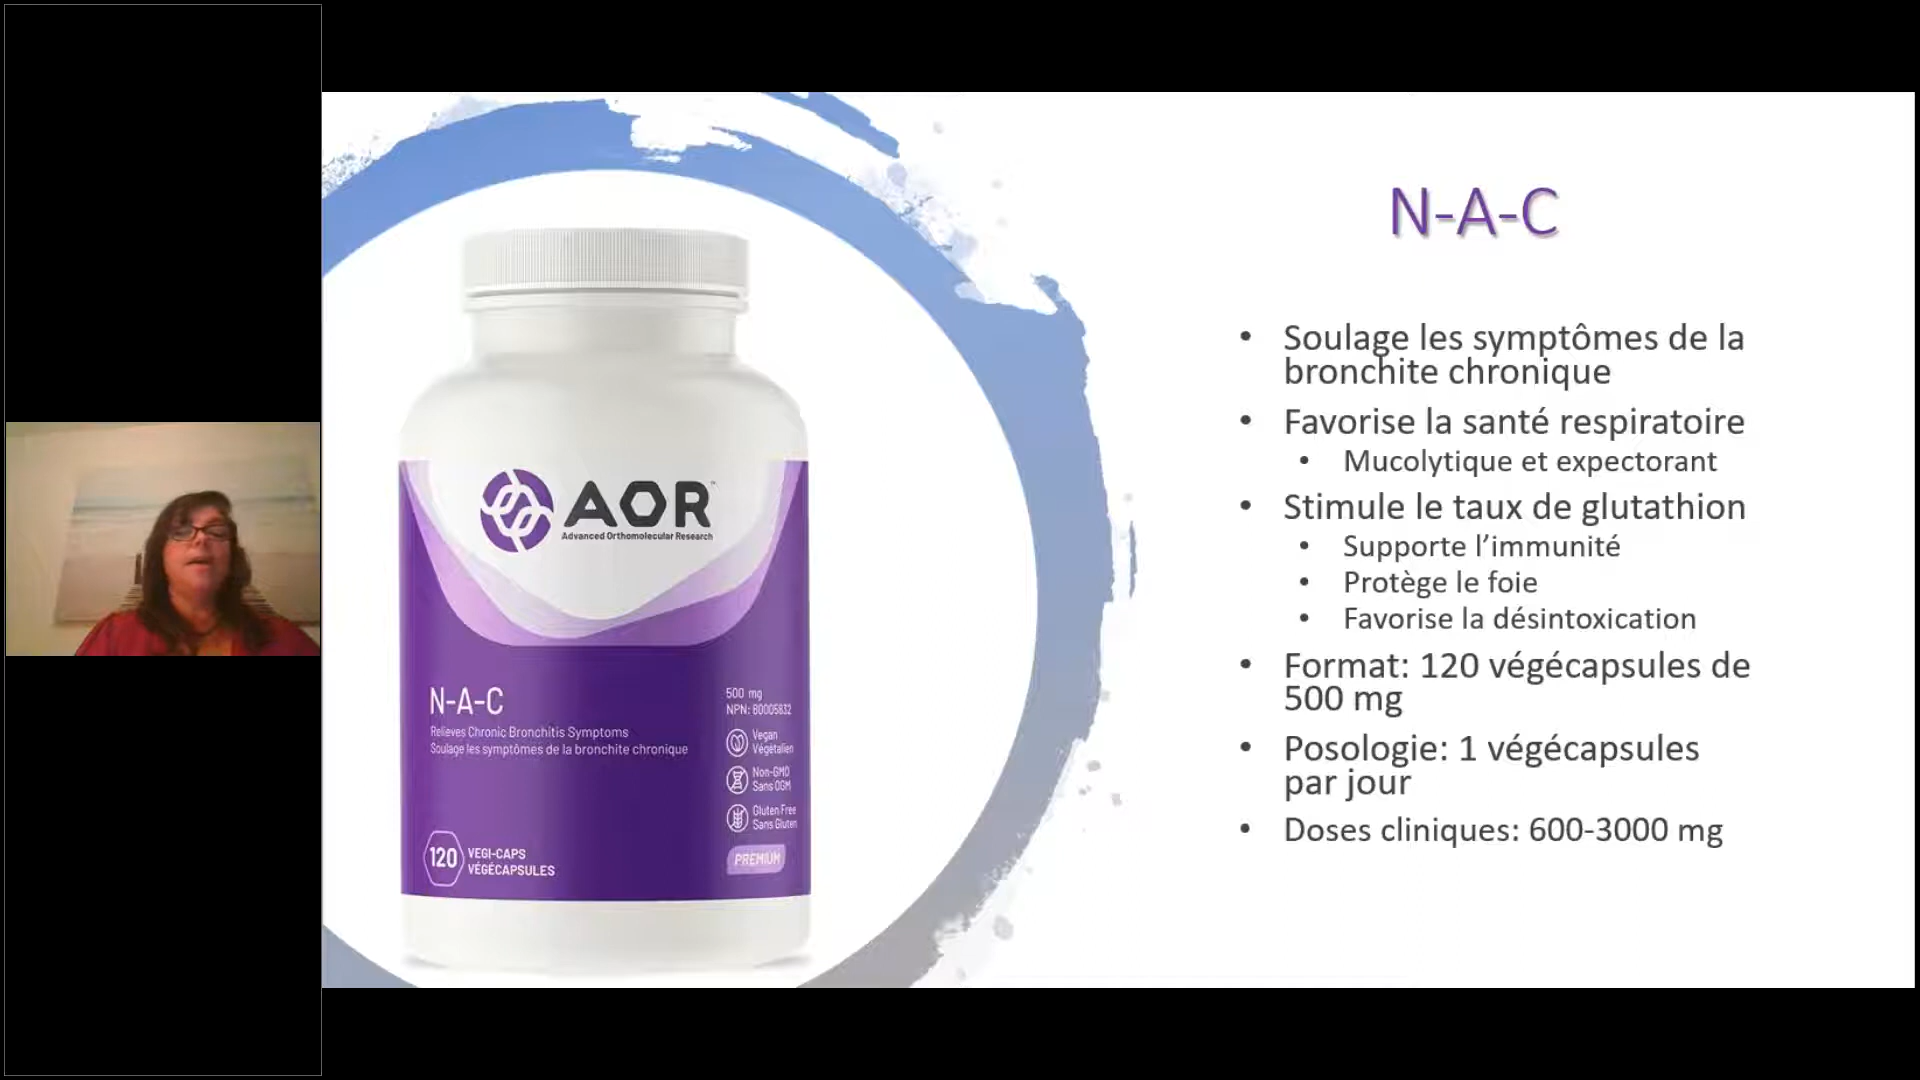 N-A-C
• Soulage les symptômes de la
bronchite chronique
• Favorise la santé respiratoire
• Mucolytique et expectorant
• Stimule le taux de glutathion
• Supporte l’immunité
• Protège le foie
• Favorise la désintoxication
• Format: 120 végécapsules de
500 mg
• Posologie: 1 végécapsules
par jour
• Doses cliniques: 600-3000 mg
AOR™
Advanced Orthomolecular Research
N-A-C
Relieves Chronic Bronchitis Symptoms
Soulage les symptômes de la bronchite chronique
500 mg
NPN: 80005632
Vegan
Végétalien
Non-GMO
Sans OGM
Gluten Free
Sans Gluten
PREMIUM
120
VEGI-CAPS
VÉGÉCAPSULES